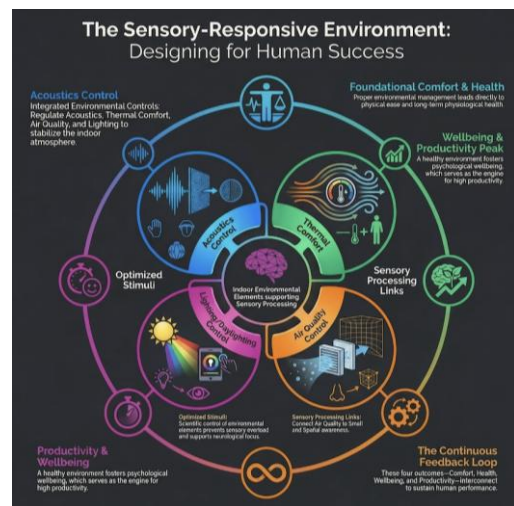 The Sensory-Responsive Environment:
Designing for Human Success
Acoustics Control
Integrated Environmental Controls:
Regulate Acoustics, Thermal Comfort,
Air Quality, and Lighting to
stabilize the indoor
atmosphere.
Foundational Comfort & Health
Proper environmental management leads directly to
physical ease and long-term physiological health.
Wellbeing &
Productivity Peak
A healthy environment fosters
psychological wellbeing,
which serves as the engine
for high productivity.
Acoustics
Control
Thermal
Comfort
Optimized
Stimuli
Indoor Environmental
Elements supporting
Sensory Processing
Sensory
Processing
Links
Lighting/Daylighting
Control
Air Quality
Control
Optimized Stimuli:
Scientific control of environmental
elements prevents sensory overload
and supports neurological focus.
Sensory Processing Links:
Connect Air Quality to Smell
and Spatial awareness.
Productivity &
Wellbeing
A healthy environment fosters psychological
wellbeing, which serves as the engine for
high productivity.
The Continuous
Feedback Loop
These four outcomes—Comfort, Health,
Wellbeing, and Productivity—interconnect
to sustain human performance.